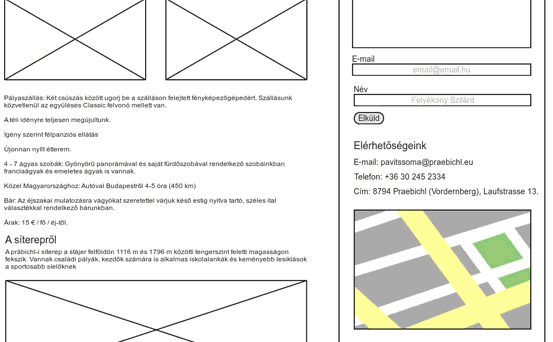 Pályaszállás: Két csúszás között ugorj be a szálláson felejtett fényképezőgépedért. Szállásunk
közvetlenül az együléses Classic felvonó mellett van.
A téli idényre teljesen megújultunk.
Igény szerint félpanziós ellátás
Újonnan nyílt étterem.
4 - 7 ágyas szobák: Gyönyörű panorámával és saját fürdőszobával rendelkező szobáinkban
franciaágyak és emeletes ágyak is vannak.
Közel Magyarországhoz: Autóval Budapestről 4-5 óra (450 km)
Bár: Az éjszakai mulatozásra vágyókat szeretettel várjuk késő estig nyitva tartó, széles ital
választékkal rendelkező bárunkban.
Árak: 15 € / fő / éj-től.
A síterepről
A präbichl-i síterep a stájer felföldön 1116 m és 1796 m közötti tengerszint feletti magasságon
fekszik. Vannak családi pályák, kezdők számára is alkalmas iskolalankák és keményebb lesiklások
a sportosabb síelőknek
E-mail
email@email.hu
Név
Folyékony Szilárd
Elküld
Elérhetőségeink
E-mail: pavitssoma@praebichl.eu
Telefon: +36 30 245 2334
Cím: 8794 Praebichl (Vordernberg), Laufstrasse 13.